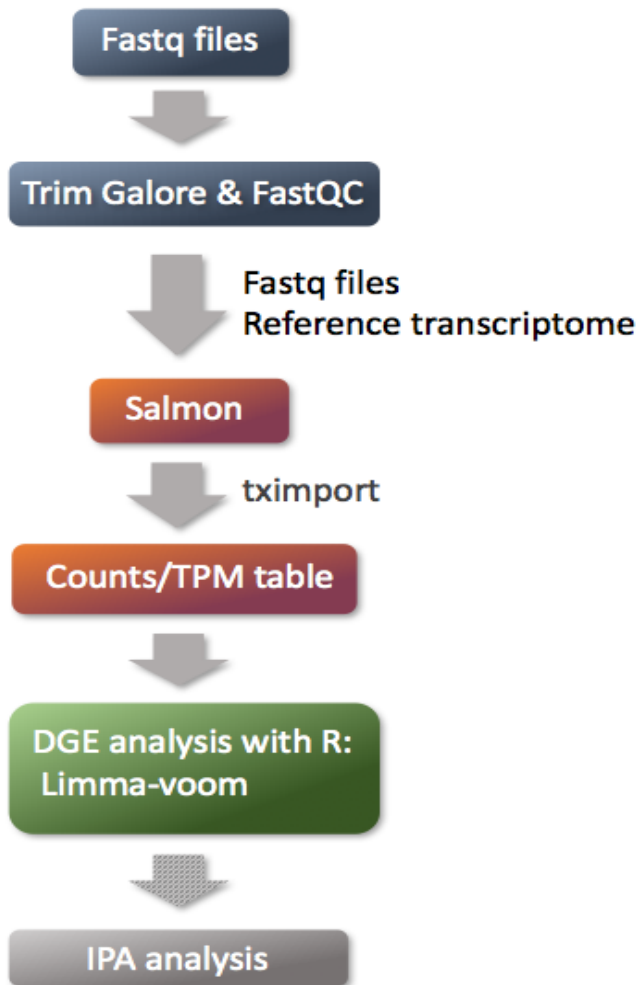 Fastq files
Trim Galore & FastQC
Fastq files
Reference transcriptome
Salmon
tximport
Counts/TPM table
DGE analysis with R:
Limma-voom
IPA analysis